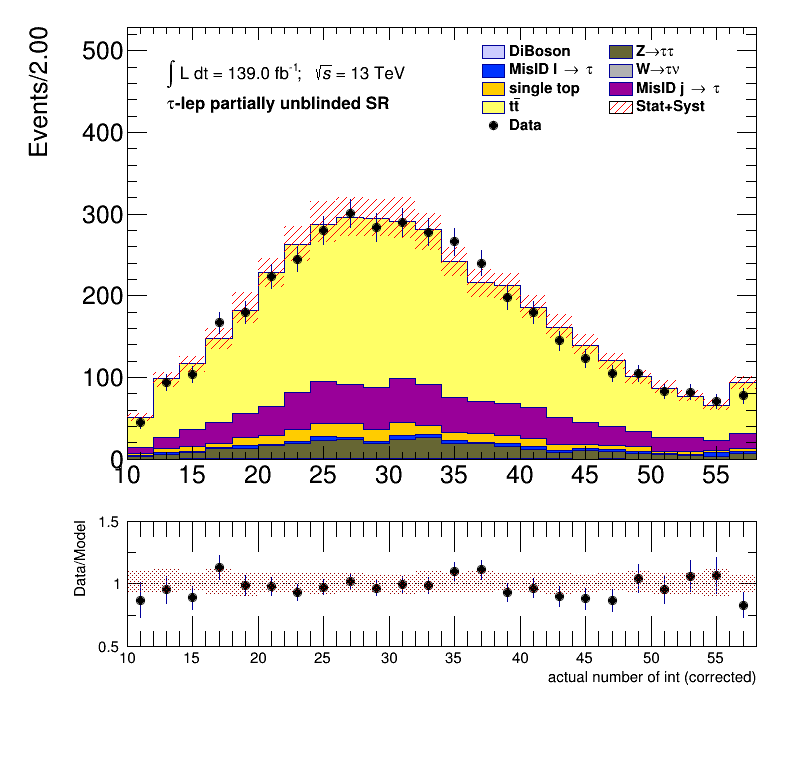 Events/2.00
500
400
300
200
100
0
∫ L dt = 139.0 fb⁻¹; √s = 13 TeV
τ-lep partially unblinded SR
DiBoson
MisID l → τ
single top
tt̄
Data
Z→ττ
W→τν
MisID j → τ
Stat+Syst
10 15 20 25 30 35 40 45 50 55
Data/Model
1.5
1
0.5
10 15 20 25 30 35 40 45 50 55
actual number of int (corrected)